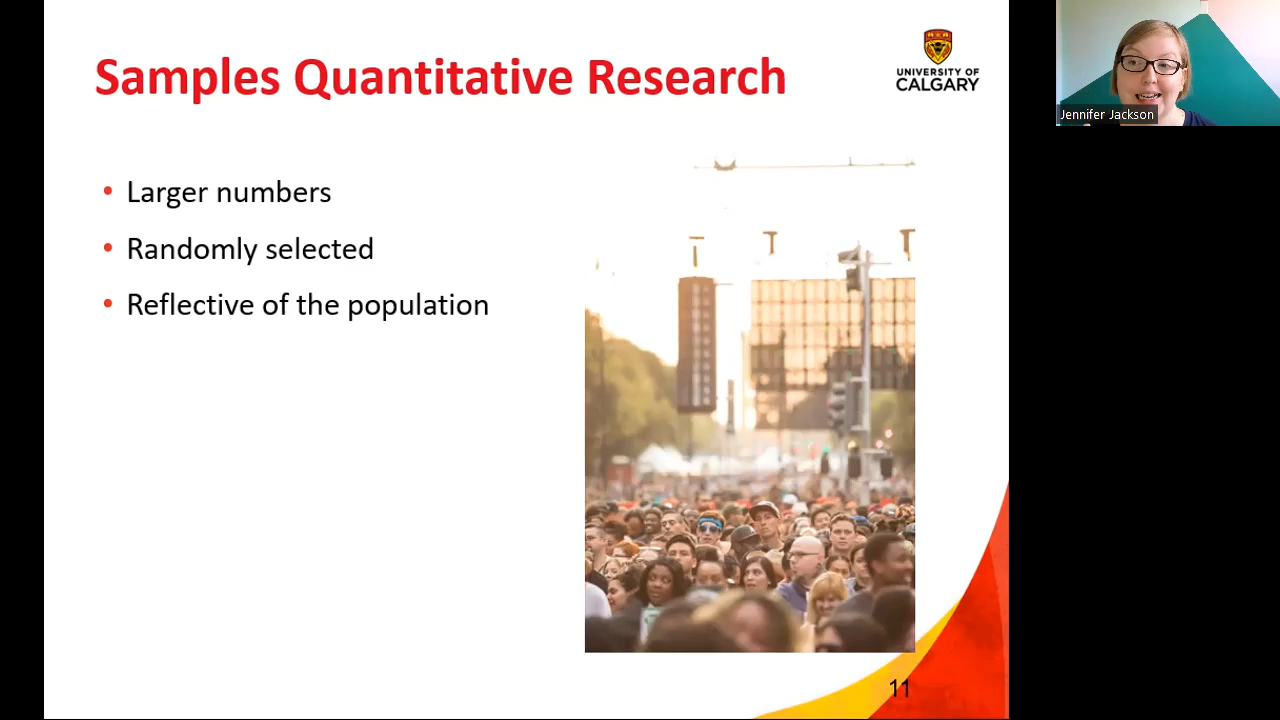 Samples Quantitative Research
UNIVERSITY OF
CALGARY
Jennifer Jackson
• Larger numbers
• Randomly selected
• Reflective of the population
11